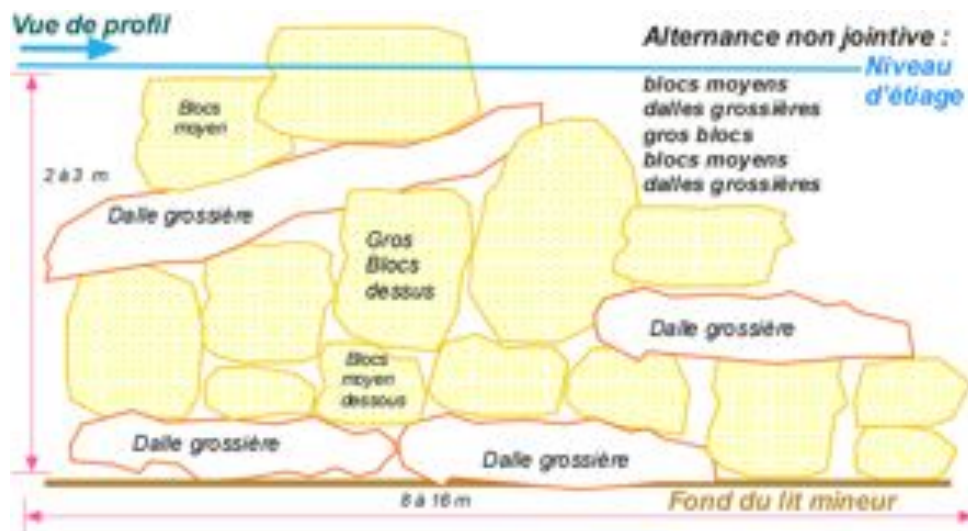 Vue de profil
Alternance non jointive :
Niveau
d'étiage
blocs moyens
dalles grossières
gros blocs
blocs moyens
dalles grossières
Blocs
moyen
2 à 3 m
Dalle grossière
Gros
Blocs
dessus
Dalle grossière
Blocs
moyen
dessous
Dalle grossière
Dalle grossière
8 à 16 m
Fond du lit mineur